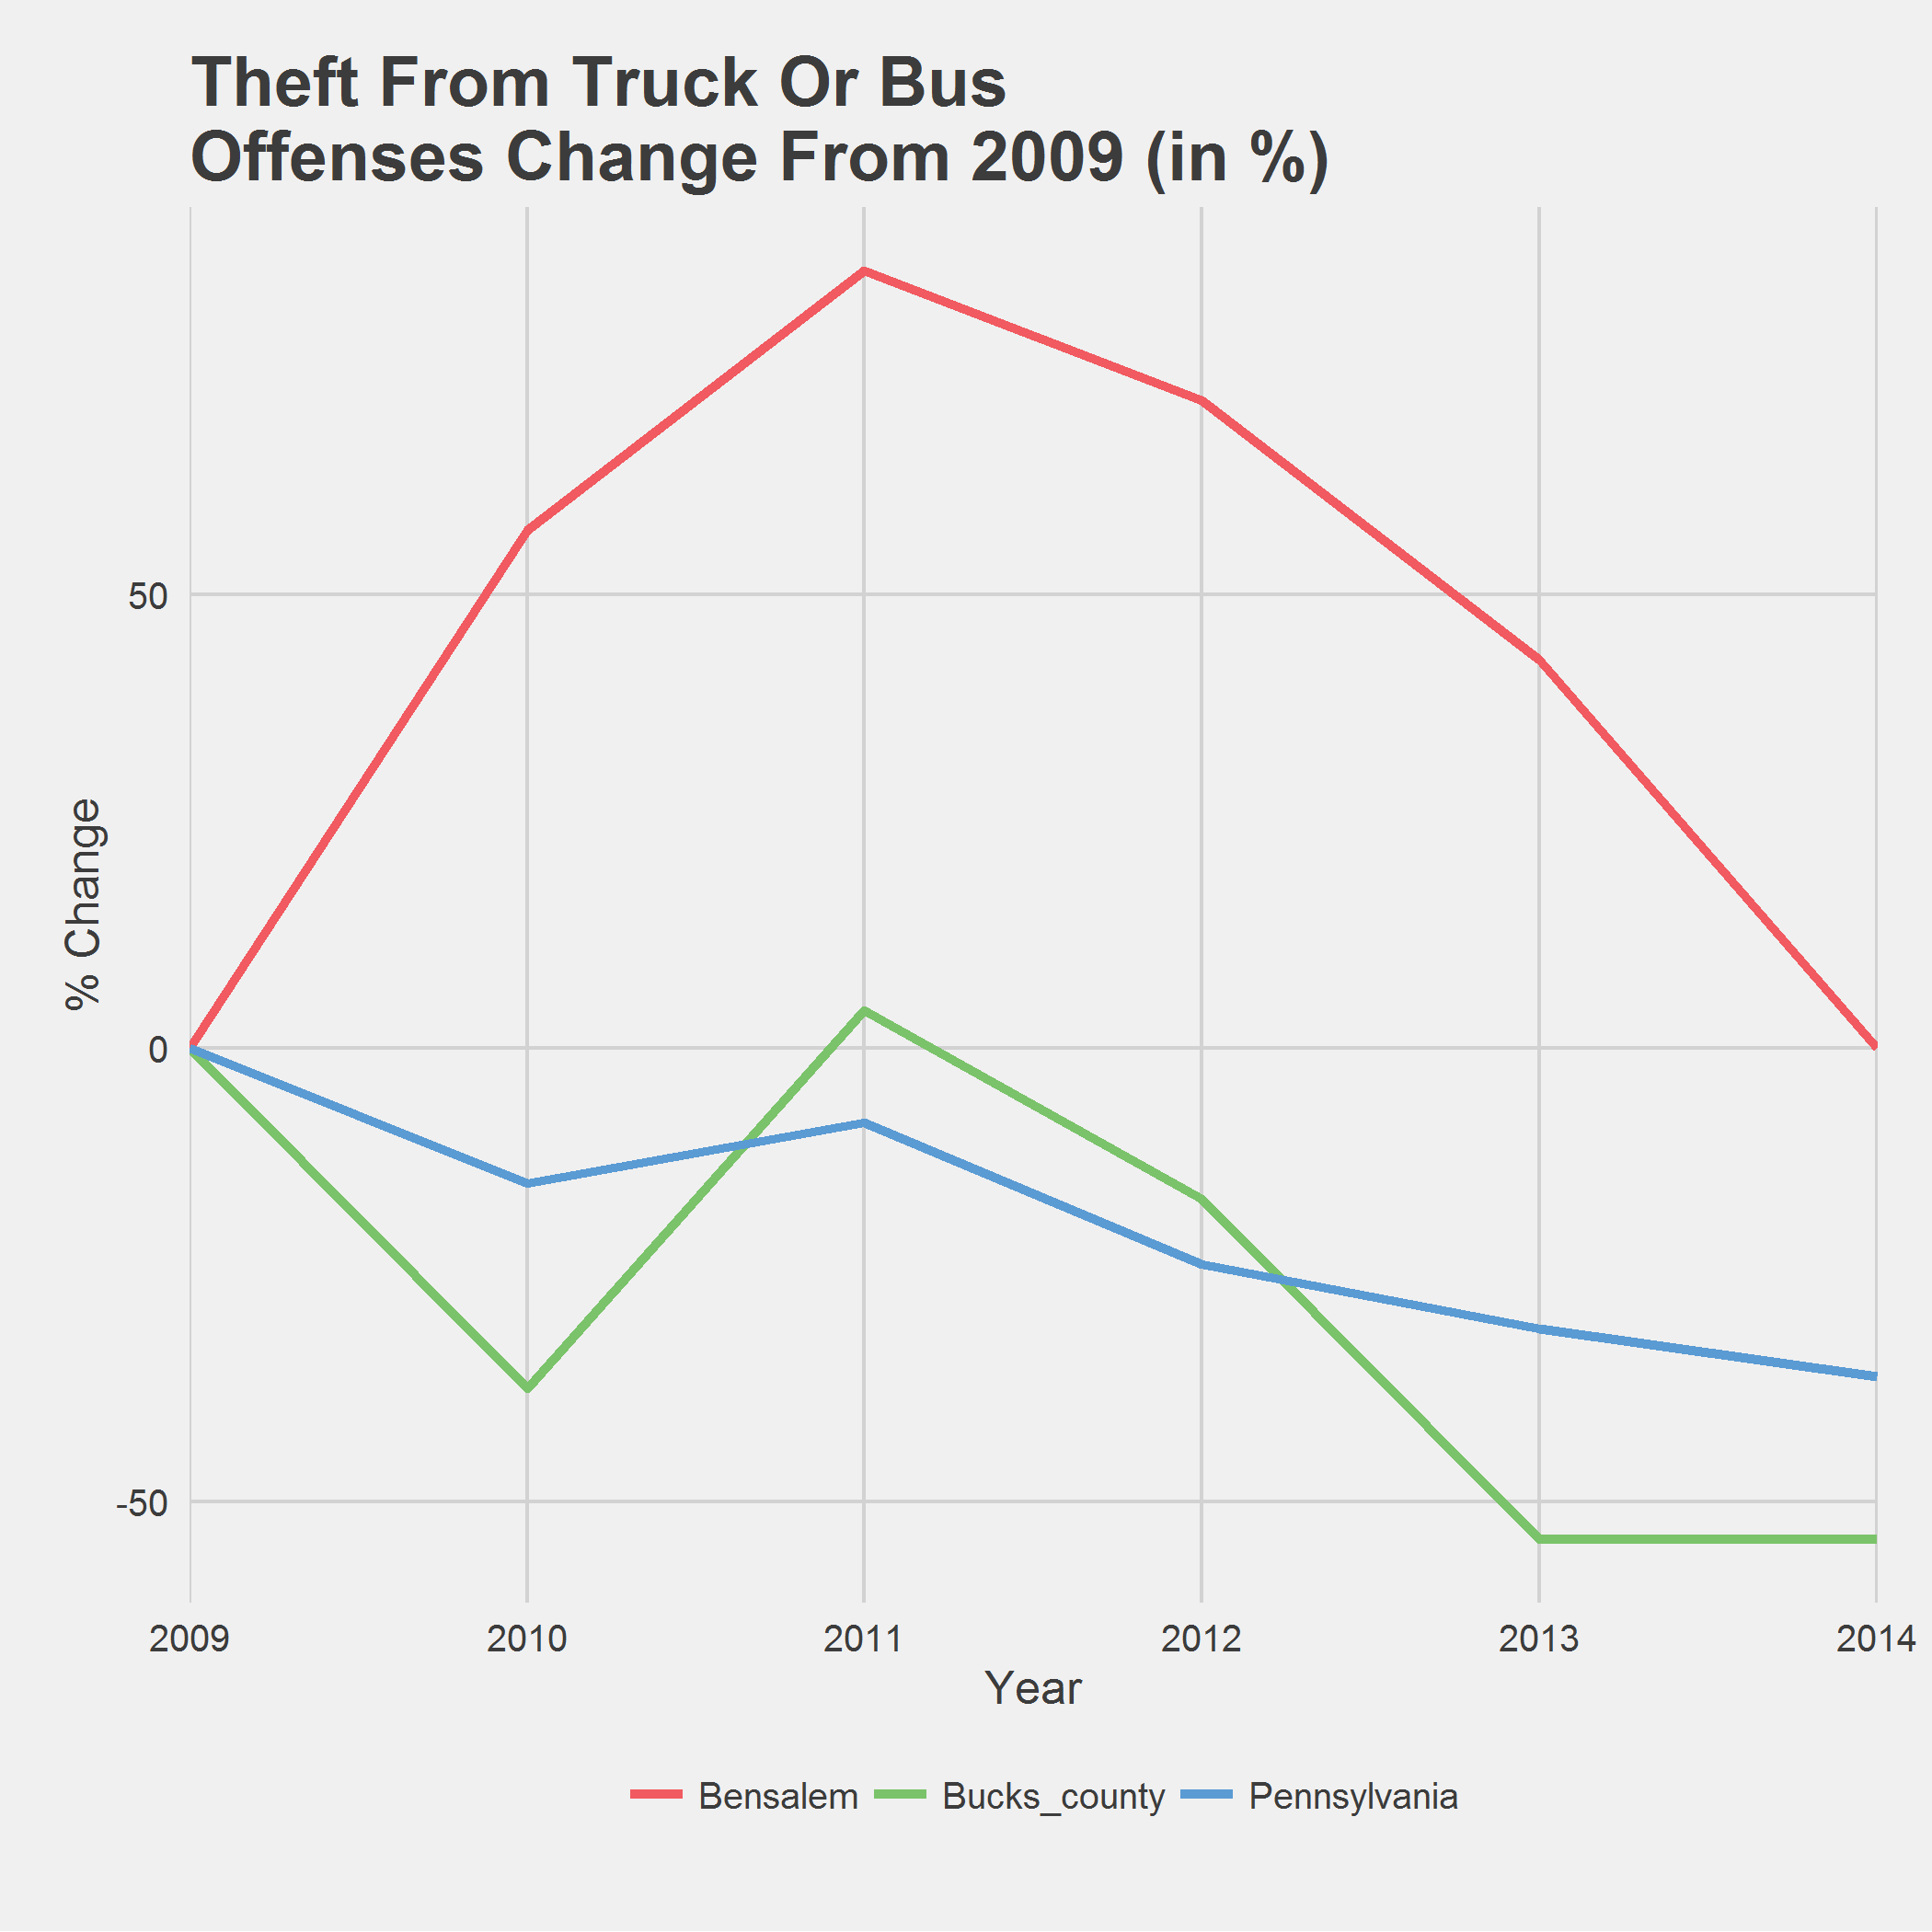 Theft From Truck Or Bus
Offenses Change From 2009 (in %)
% Change
50
0
-50
2009 2010 2011 2012 2013 2014
Year
Bensalem Bucks_county Pennsylvania